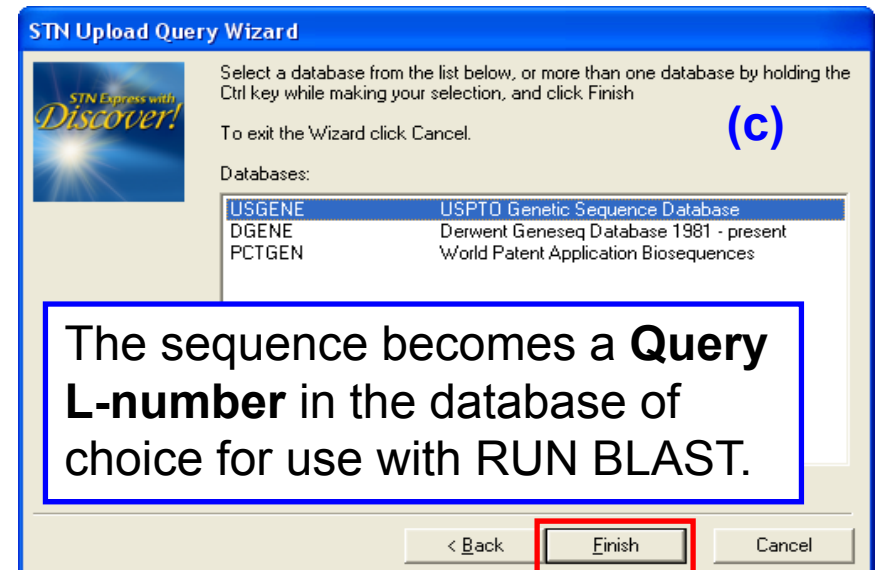 STN Upload Query Wizard
STN Express with
Discover!
Select a database from the list below, or more than one database by holding the
Ctrl key while making your selection, and click Finish
(c)
To exit the Wizard click Cancel.
Databases:
USGENE USPTO Genetic Sequence Database
DGENE Derwent Geneseq Database 1981 - present
PCTGEN World Patent Application Biosequences
The sequence becomes a Query
L-number in the database of
choice for use with RUN BLAST.
< Back Finish Cancel